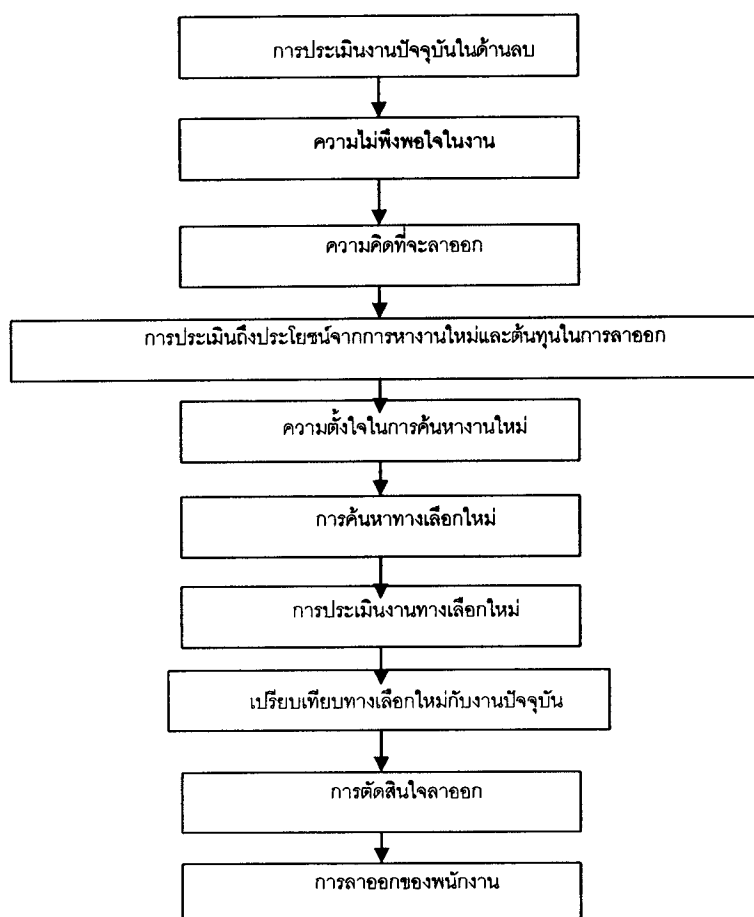 การประเมินงานปัจจุบันในด้านลบ
ความไม่พึงพอใจในงาน
ความคิดที่จะลาออก
การประเมินถึงประโยชน์จากการหางานใหม่และต้นทุนในการลาออก
ความตั้งใจในการค้นหางานใหม่
การค้นหาทางเลือกใหม่
การประเมินงานทางเลือกใหม่
เปรียบเทียบทางเลือกใหม่กับงานปัจจุบัน
การตัดสินใจลาออก
การลาออกของพนักงาน